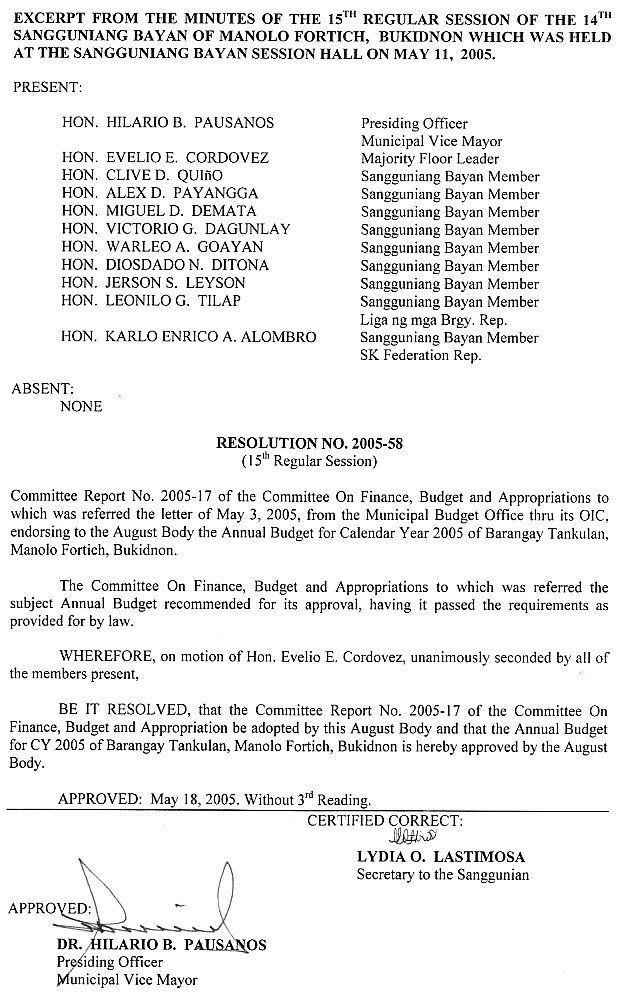 EXCERPT FROM THE MINUTES OF THE 15TH REGULAR SESSION OF THE 14TH
SANGGUNIANG BAYAN OF MANOLO FORTICH, BUKIDNON WHICH WAS HELD
AT THE SANGGUNIANG BAYAN SESSION HALL ON MAY 11, 2005.
PRESENT:
HON. HILARIO B. PAUSANOS Presiding Officer
Municipal Vice Mayor
HON. EVELIO E. CORDOVEZ Majority Floor Leader
HON. CLIVE D. QUIñO Sangguniang Bayan Member
HON. ALEX D. PAYANGGA Sangguniang Bayan Member
HON. MIGUEL D. DEMATA Sangguniang Bayan Member
HON. VICTORIO G. DAGUNLAY Sangguniang Bayan Member
HON. WARLEO A. GOAYAN Sangguniang Bayan Member
HON. DIOSDADO N. DITONA Sangguniang Bayan Member
HON. JERSON S. LEYSON Sangguniang Bayan Member
HON. LEONILO G. TILAP Sangguniang Bayan Member
Liga ng mga Brgy. Rep.
HON. KARLO ENRICO A. ALOMBRO Sangguniang Bayan Member
SK Federation Rep.
ABSENT:
NONE
RESOLUTION NO. 2005-58
(15th Regular Session)
Committee Report No. 2005-17 of the Committee On Finance, Budget and Appropriations to
which was referred the letter of May 3, 2005, from the Municipal Budget Office thru its OIC,
endorsing to the August Body the Annual Budget for Calendar Year 2005 of Barangay Tankulan,
Manolo Fortich, Bukidnon.
The Committee On Finance, Budget and Appropriations to which was referred the
subject Annual Budget recommended for its approval, having it passed the requirements as
provided for by law.
WHEREFORE, on motion of Hon. Evelio E. Cordovez, unanimously seconded by all of
the members present,
BE IT RESOLVED, that the Committee Report No. 2005-17 of the Committee On
Finance, Budget and Appropriation be adopted by this August Body and that the Annual Budget
for CY 2005 of Barangay Tankulan, Manolo Fortich, Bukidnon is hereby approved by the August
Body.
APPROVED: May 18, 2005. Without 3rd Reading.
CERTIFIED CORRECT:
LYDIA O. LASTIMOSA
Secretary to the Sanggunian
APPROVED:
DR. HILARIO B. PAUSANOS
Presiding Officer
Municipal Vice Mayor